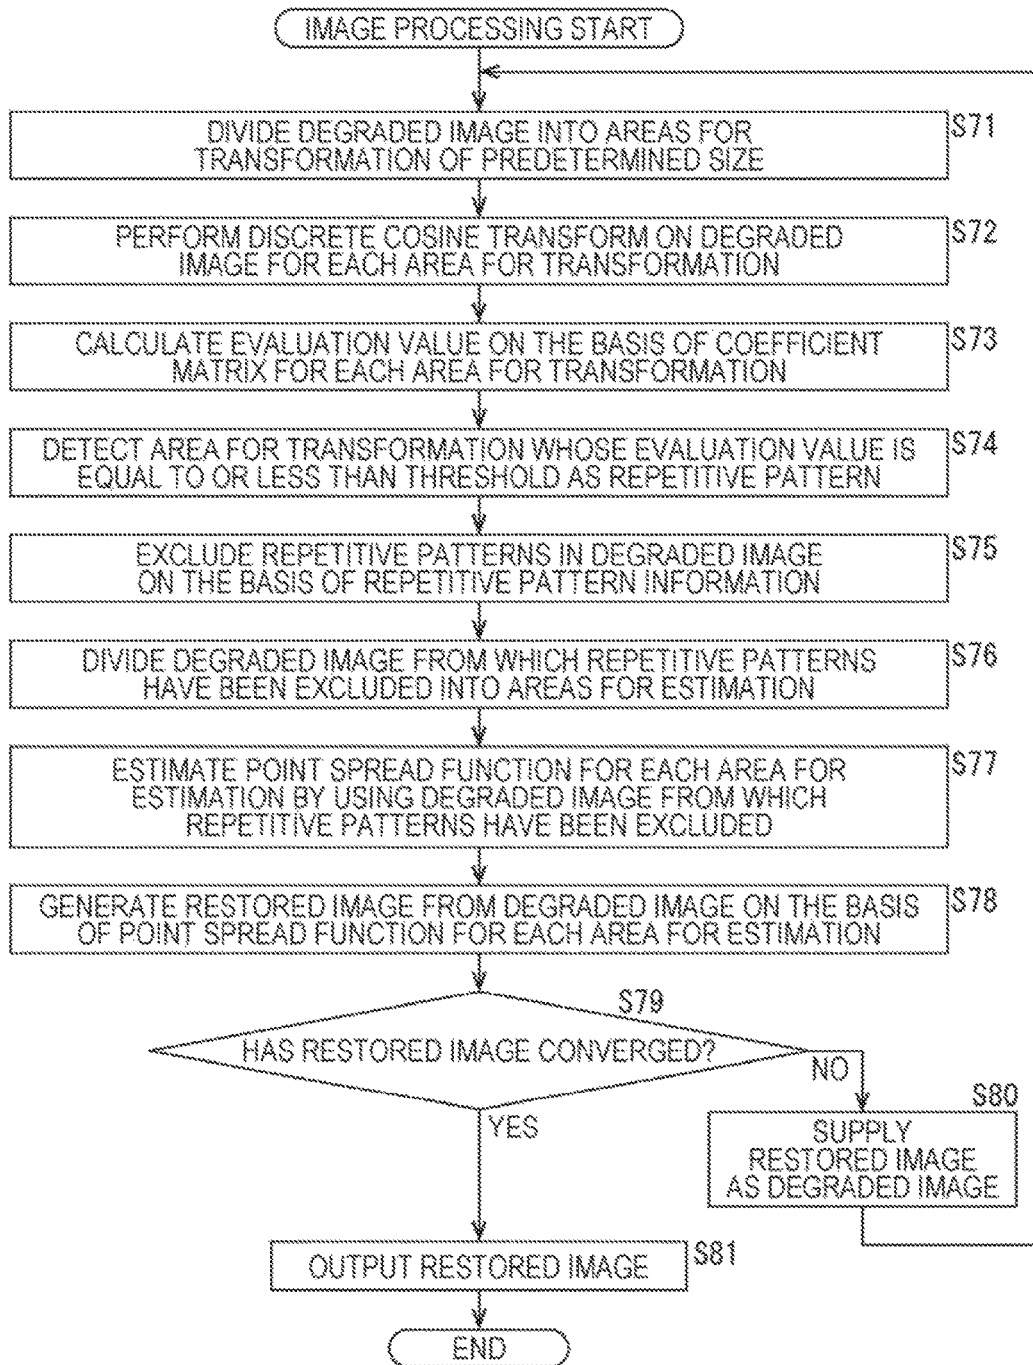 IMAGE PROCESSING START
S71
DIVIDE DEGRADED IMAGE INTO AREAS FOR
TRANSFORMATION OF PREDETERMINED SIZE
S72
PERFORM DISCRETE COSINE TRANSFORM ON DEGRADED
IMAGE FOR EACH AREA FOR TRANSFORMATION
S73
CALCULATE EVALUATION VALUE ON THE BASIS OF COEFFICIENT
MATRIX FOR EACH AREA FOR TRANSFORMATION
S74
DETECT AREA FOR TRANSFORMATION WHOSE EVALUATION VALUE IS
EQUAL TO OR LESS THAN THRESHOLD AS REPETITIVE PATTERN
S75
EXCLUDE REPETITIVE PATTERNS IN DEGRADED IMAGE
ON THE BASIS OF REPETITIVE PATTERN INFORMATION
S76
DIVIDE DEGRADED IMAGE FROM WHICH REPETITIVE PATTERNS
HAVE BEEN EXCLUDED INTO AREAS FOR ESTIMATION
S77
ESTIMATE POINT SPREAD FUNCTION FOR EACH AREA FOR
ESTIMATION BY USING DEGRADED IMAGE FROM WHICH
REPETITIVE PATTERNS HAVE BEEN EXCLUDED
S78
GENERATE RESTORED IMAGE FROM DEGRADED IMAGE ON THE BASIS
OF POINT SPREAD FUNCTION FOR EACH AREA FOR ESTIMATION
S79
HAS RESTORED IMAGE CONVERGED?
NO
YES
S80
SUPPLY
RESTORED IMAGE
AS DEGRADED IMAGE
S81
OUTPUT RESTORED IMAGE
END